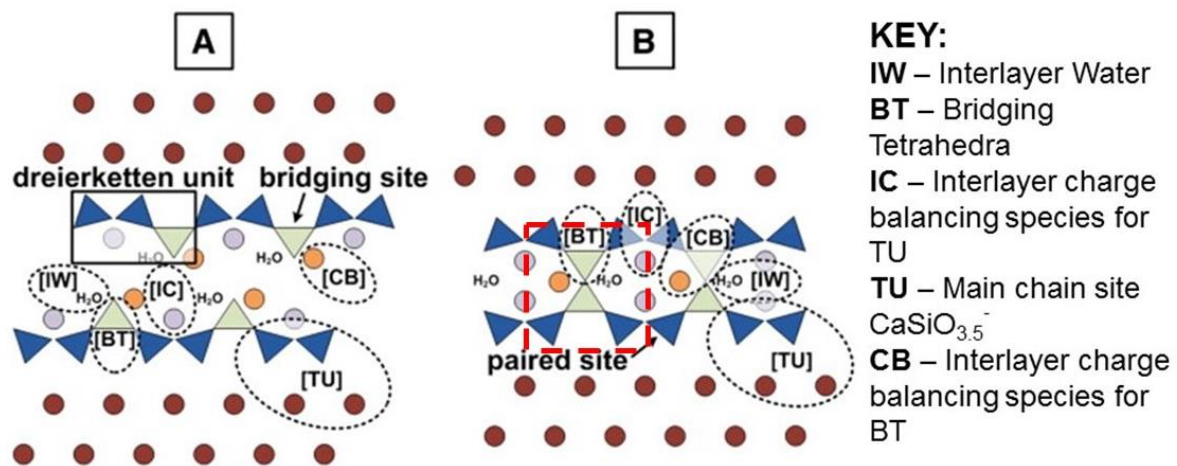 A
dreierketten unit bridging site
H₂O H₂O
[IW] [IC] [CB]
H₂O H₂O
[BT]
[TU]
B
[IC]
[BT] [CB]
H₂O H₂O H₂O [IW]
H₂O
paired site
[TU]
KEY:
IW – Interlayer Water
BT – Bridging
Tetrahedra
IC – Interlayer charge
balancing species for
TU
TU – Main chain site
CaSiO₃.₅⁻
CB – Interlayer charge
balancing species for
BT